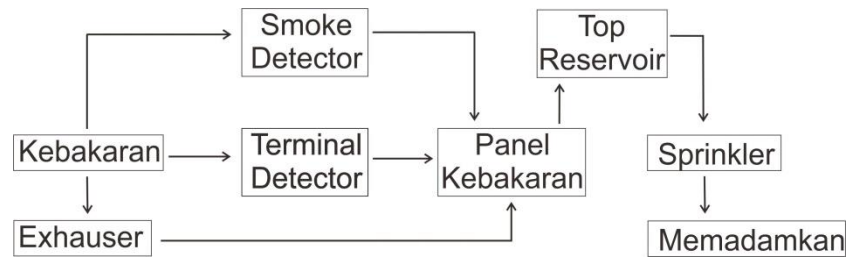 Smoke
Detector
Top
Reservoir
Kebakaran
Terminal
Detector
Panel
Kebakaran
Sprinkler
Exhauser
Memadamkan